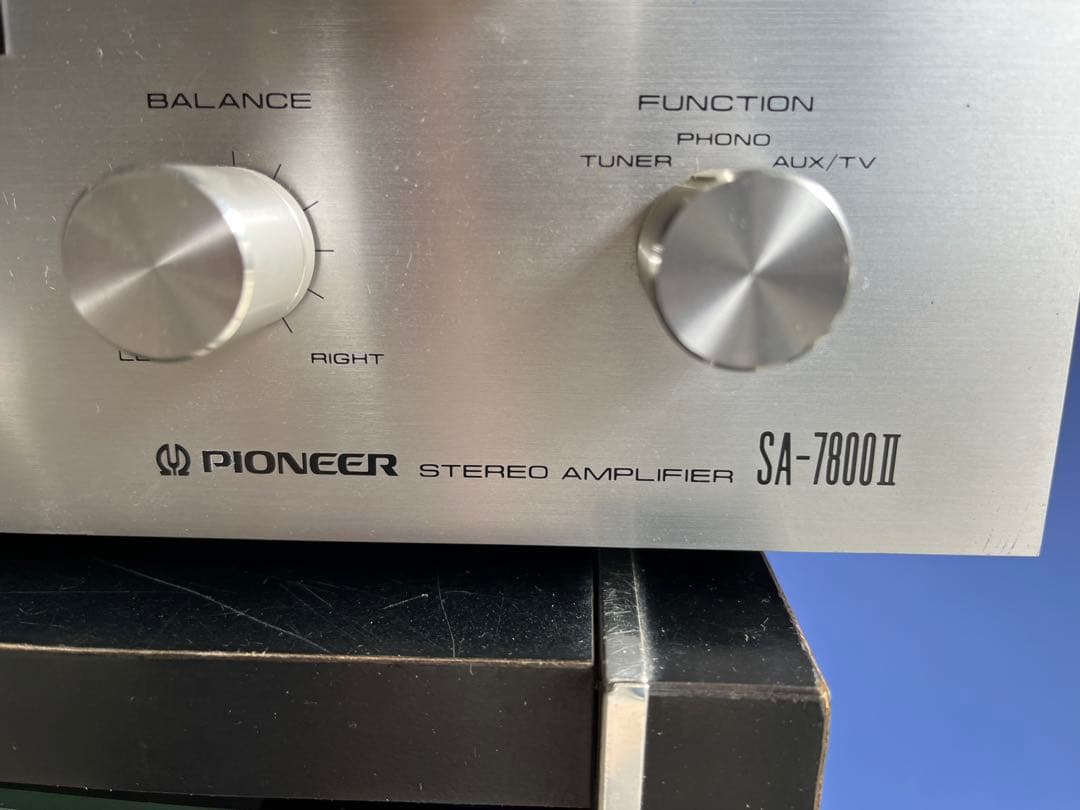 BALANCE
FUNCTION
PHONO
TUNER AUX/TV
RIGHT
PIONEER STEREO AMPLIFIER SA-7800II